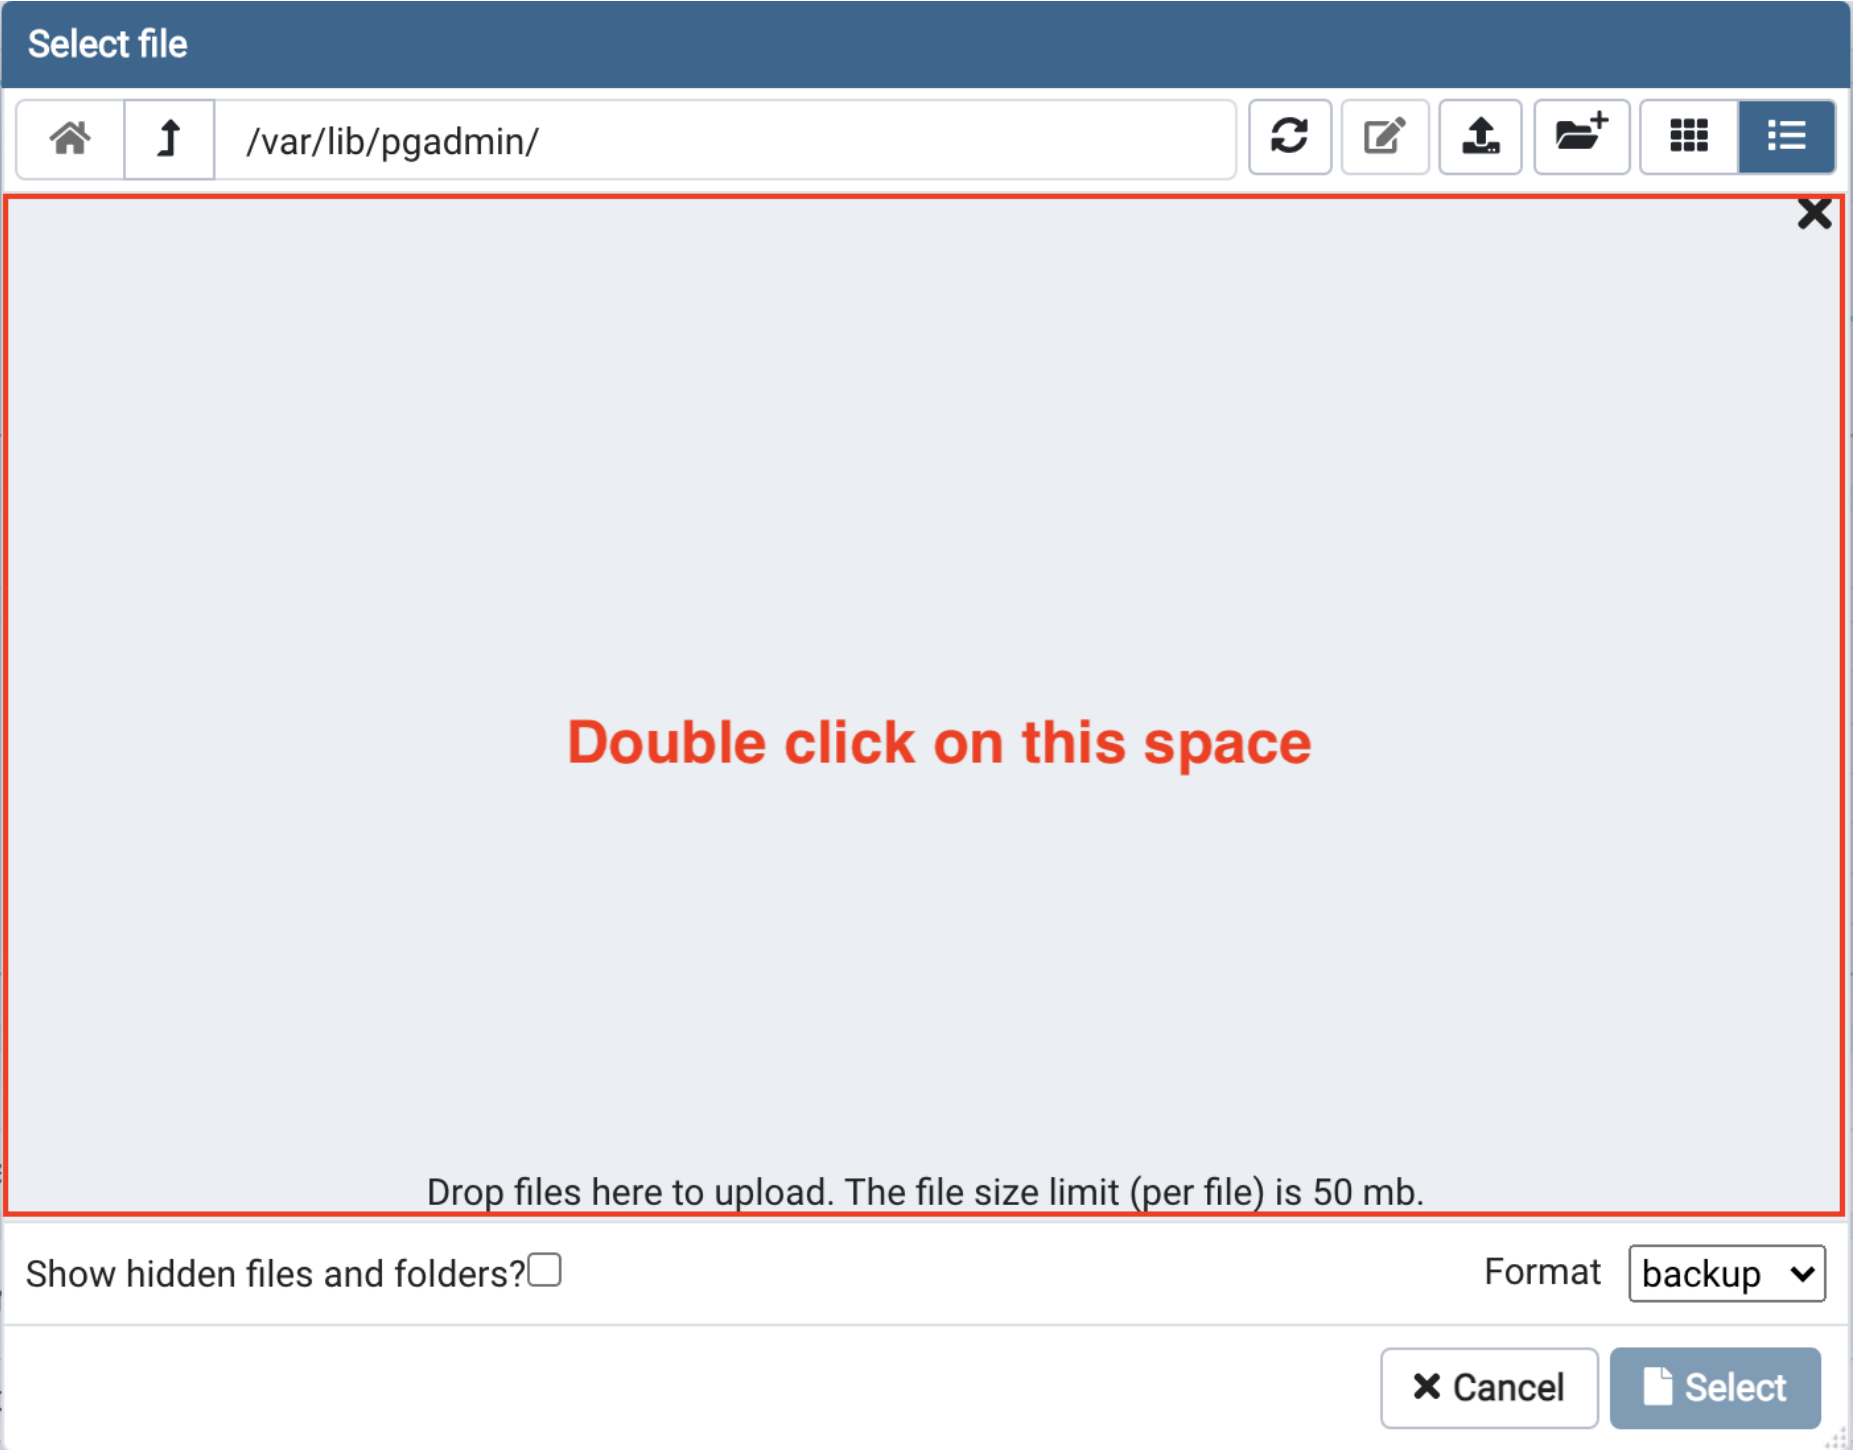 Select file
/var/lib/pgadmin/
Double click on this space
Drop files here to upload. The file size limit (per file) is 50 mb.
Show hidden files and folders?
Format
backup
Cancel
Select